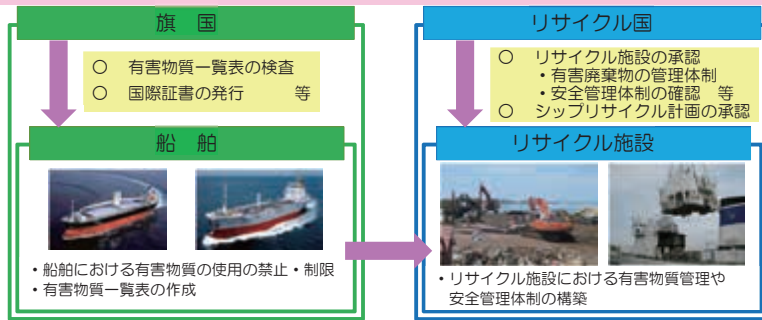 旗 国
○ 有害物質一覧表の検査
○ 国際証書の発行 等
船 舶
・船舶における有害物質の使用の禁止・制限
・有害物質一覧表の作成
リサイクル国
○ リサイクル施設の承認
・有害廃棄物の管理体制
・安全管理体制の確認 等
○ シップリサイクル計画の承認
リサイクル施設
・リサイクル施設における有害物質管理や
安全管理体制の構築